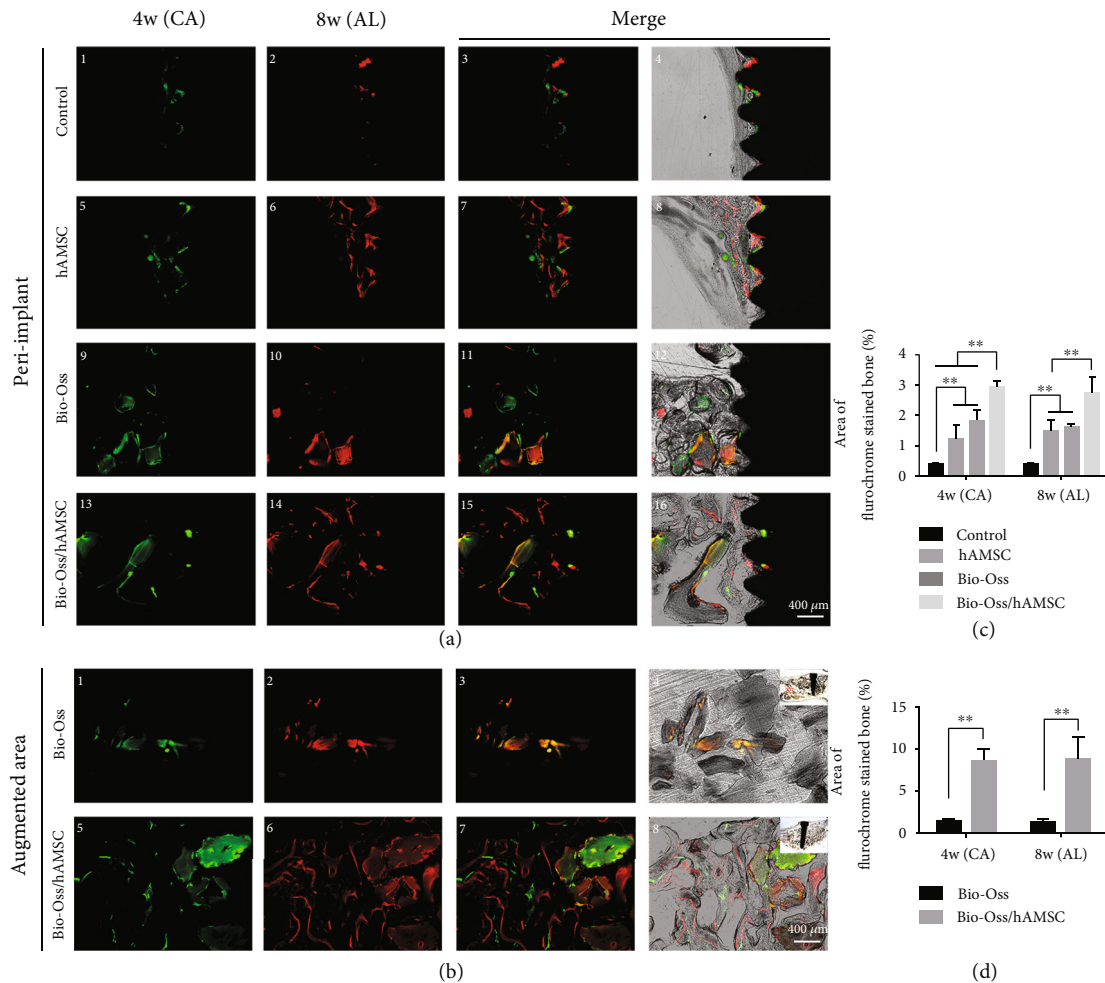 4w (CA) 8w (AL) Merge
Peri-implant
Control
1 2 3 4
hAMSC
5 6 7 8
Bio-Oss
9 10 11 12
Bio-Oss/hAMSC
13 14 15 16
400 µm
(a)
Augmented area
Bio-Oss
1 2 3 4
Bio-Oss/hAMSC
5 6 7 8
400 µm
(b)
Area of
flurochrome stained bone (%)
4
3
2
1
0
** ** ** **
4w (CA) 8w (AL)
Control
hAMSC
Bio-Oss
Bio-Oss/hAMSC
(c)
Area of
flurochrome stained bone (%)
15
10
5
0
** **
4w (CA) 8w (AL)
Bio-Oss
Bio-Oss/hAMSC
(d)